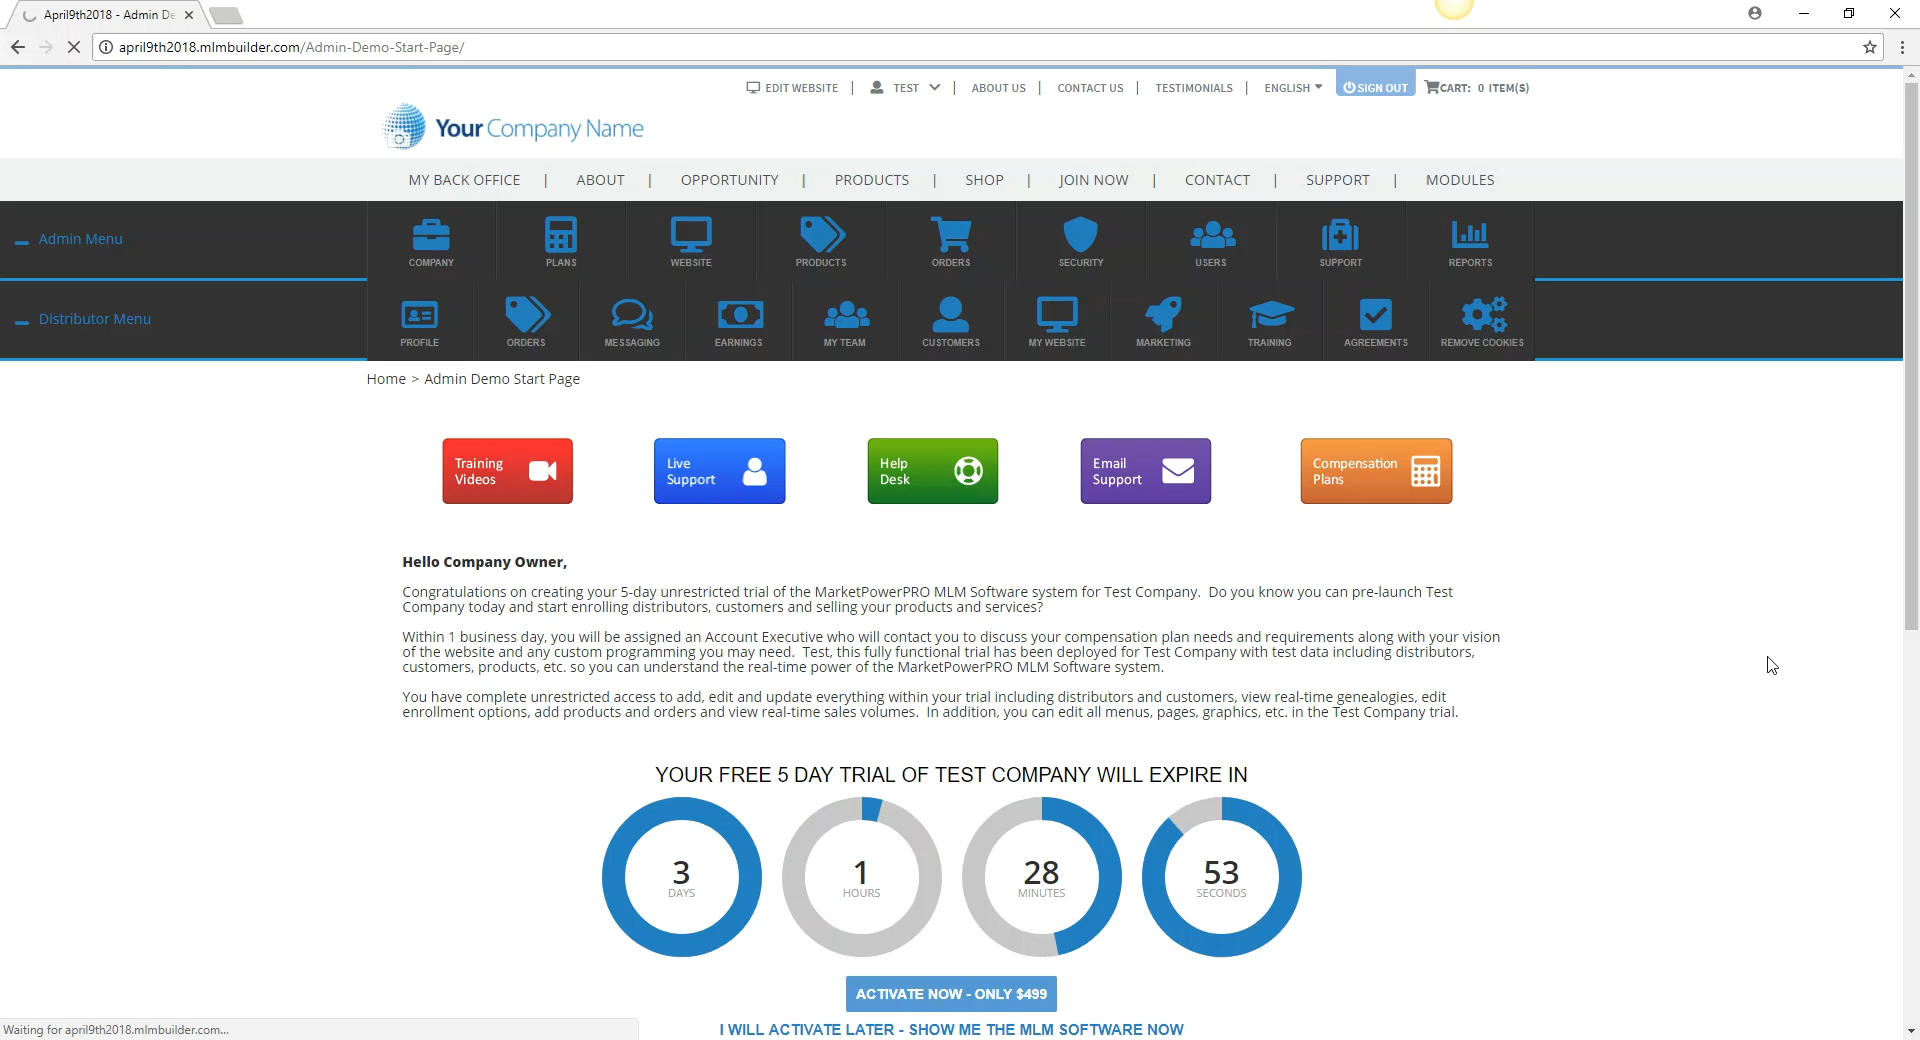 April9th2018 - Admin De
april9th2018.mlmbuilder.com/Admin-Demo-Start-Page/
EDIT WEBSITE | TEST | ABOUT US | CONTACT US | TESTIMONIALS | ENGLISH SIGN OUT CART: 0 ITEM(S)
Your Company Name
MY BACK OFFICE | ABOUT | OPPORTUNITY | PRODUCTS | SHOP | JOIN NOW | CONTACT | SUPPORT | MODULES
Admin Menu
COMPANY PLANS WEBSITE PRODUCTS ORDERS SECURITY USERS SUPPORT REPORTS
Distributor Menu
PROFILE ORDERS MESSAGING EARNINGS MY TEAM CUSTOMERS MY WEBSITE MARKETING TRAINING AGREEMENTS REMOVE COOKIES
Home > Admin Demo Start Page
Training
Videos
Live
Support
Help
Desk
Email
Support
Compensation
Plans
Hello Company Owner,
Congratulations on creating your 5-day unrestricted trial of the MarketPowerPRO MLM Software system for Test Company. Do you know you can pre-launch Test
Company today and start enrolling distributors, customers and selling your products and services?
Within 1 business day, you will be assigned an Account Executive who will contact you to discuss your compensation plan needs and requirements along with your vision
of the website and any custom programming you may need. Test, this fully functional trial has been deployed for Test Company with test data including distributors,
customers, products, etc. so you can understand the real-time power of the MarketPowerPRO MLM Software system.
You have complete unrestricted access to add, edit and update everything within your trial including distributors and customers, view real-time genealogies, edit
enrollment options, add products and orders and view real-time sales volumes. In addition, you can edit all menus, pages, graphics, etc. in the Test Company trial.
YOUR FREE 5 DAY TRIAL OF TEST COMPANY WILL EXPIRE IN
3 1 28 53
DAYS HOURS MINUTES SECONDS
ACTIVATE NOW - ONLY $499
I WILL ACTIVATE LATER - SHOW ME THE MLM SOFTWARE NOW
Waiting for april9th2018.mlmbuilder.com...